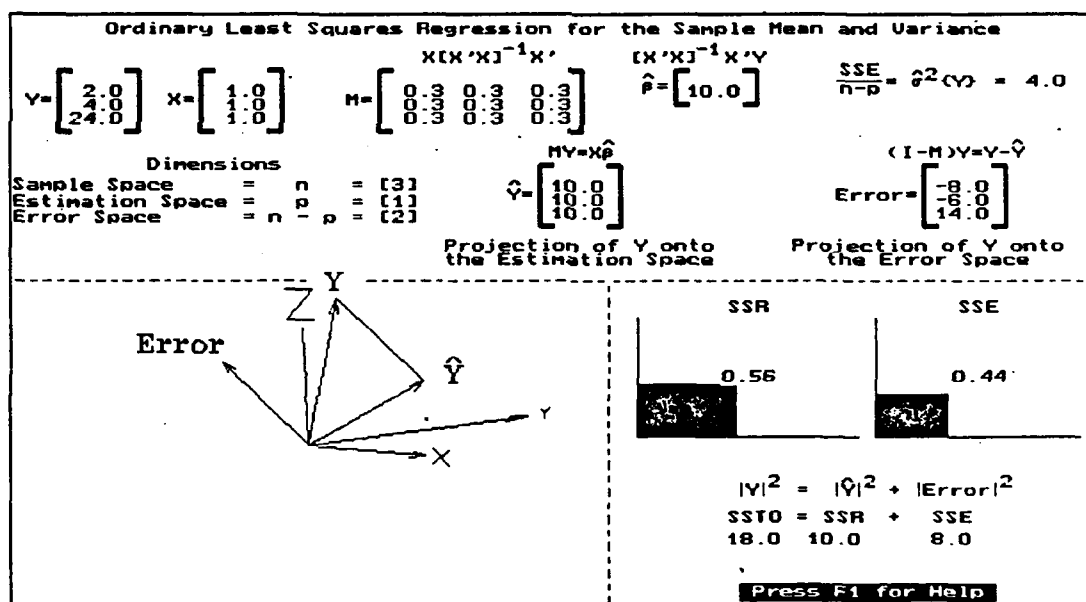 Ordinary Least Squares Regression for the Sample Mean and Variance
X[X'X]⁻¹X'
[X'X]⁻¹X'Y
Y=[2.0 4.0 24.0] X=[1.0 1.0 1.0]
M=[0.3 0.3 0.3
0.3 0.3 0.3
0.3 0.3 0.3]
β̂=[10.0]
SSE/n-p = σ̂²{Y} = 4.0
Dimensions
Sample Space = n = [3]
Estimation Space = p = [1]
Error Space = n - p = [2]
MY=Xβ̂
Ŷ=[10.0 10.0 10.0]
Projection of Y onto
the Estimation Space
(I-M)Y=Y-Ŷ
Error=[-8.0 -6.0 14.0]
Projection of Y onto
the Error Space
Z
Y
Error
Ŷ
Y
X
SSR SSE
0.56 0.44
|Y|² = |Ŷ|² + |Error|²
SSTO = SSR + SSE
18.0 10.0 8.0
Press F1 for Help